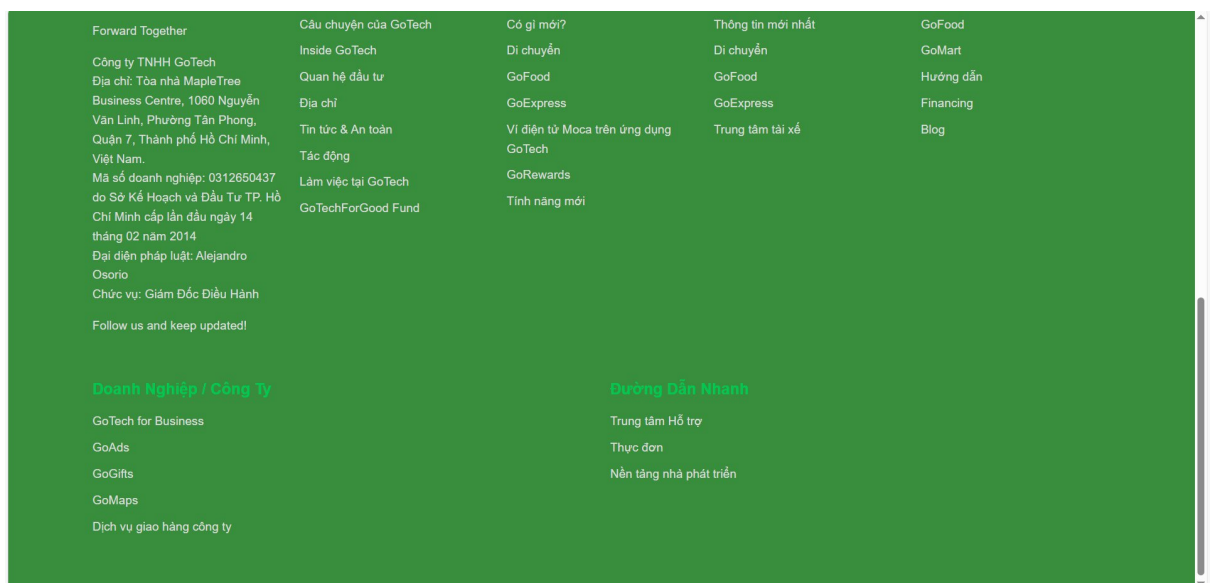 Forward Together
Công ty TNHH GoTech
Địa chỉ: Tòa nhà MapleTree
Business Centre, 1060 Nguyễn
Văn Linh, Phường Tân Phong,
Quận 7, Thành phố Hồ Chí Minh,
Việt Nam.
Mã số doanh nghiệp: 0312650437
do Sở Kế Hoạch và Đầu Tư TP. Hồ
Chí Minh cấp lần đầu ngày 14
tháng 02 năm 2014
Đại diện pháp luật: Alejandro
Osorio
Chức vụ: Giám Đốc Điều Hành
Follow us and keep updated!
Câu chuyện của GoTech
Inside GoTech
Quan hệ đầu tư
Địa chỉ
Tin tức & An toàn
Tác động
Làm việc tại GoTech
GoTechForGood Fund
Có gì mới?
Di chuyển
GoFood
GoExpress
Ví điện tử Moca trên ứng dụng
GoTech
GoRewards
Tính năng mới
Thông tin mới nhất
Di chuyển
GoFood
GoExpress
Trung tâm tài xế
GoFood
GoMart
Hướng dẫn
Financing
Blog
Doanh Nghiệp / Công Ty
GoTech for Business
GoAds
GoGifts
GoMaps
Dịch vụ giao hàng công ty
Đường Dẫn Nhanh
Trung tâm Hỗ trợ
Thực đơn
Nền tảng nhà phát triển